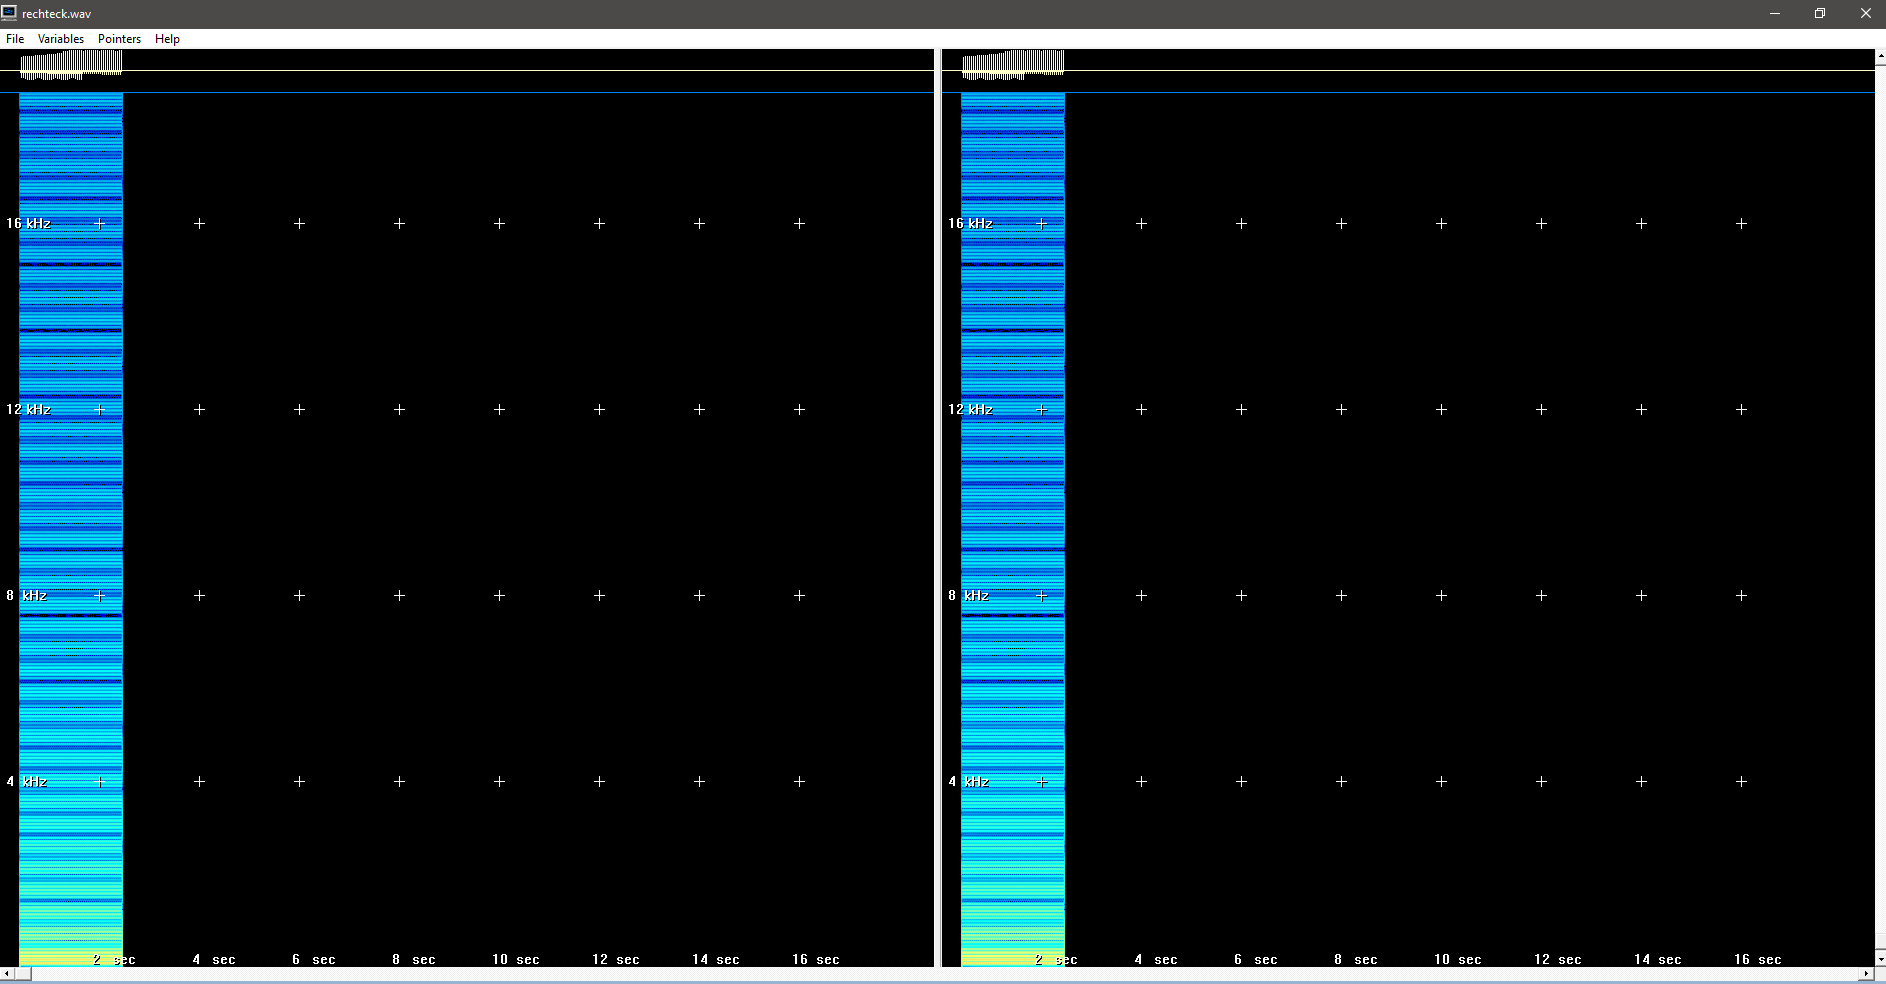 rechteck.wav
File Variables Pointers Help
16 kHz 16 kHz
12 kHz 12 kHz
8 kHz 8 kHz
4 kHz 4 kHz
2 sec 4 sec 6 sec 8 sec 10 sec 12 sec 14 sec 16 sec 2 sec 4 sec 6 sec 8 sec 10 sec 12 sec 14 sec 16 sec